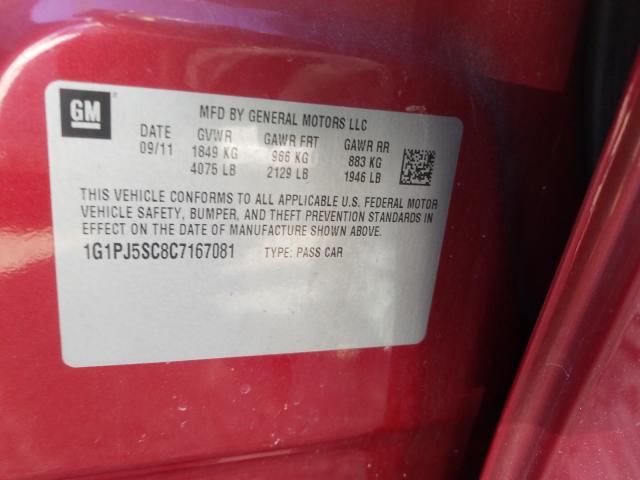 GM
MFD BY GENERAL MOTORS LLC
DATE GVWR GAWR FRT GAWR RR
09/11 1849 KG 966 KG 883 KG
4075 LB 2129 LB 1946 LB
THIS VEHICLE CONFORMS TO ALL APPLICABLE U.S. FEDERAL MOTOR
VEHICLE SAFETY, BUMPER, AND THEFT PREVENTION STANDARDS IN
EFFECT ON THE DATE OF MANUFACTURE SHOWN ABOVE.
1G1PJ5SC8C7167081 TYPE: PASS CAR